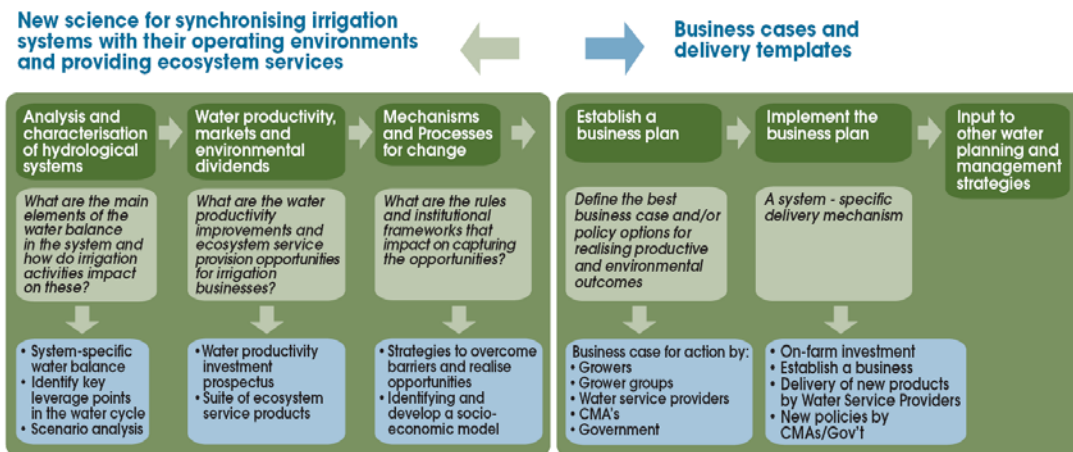 New science for synchronising irrigation
systems with their operating environments
and providing ecosystem services
Business cases and
delivery templates
Analysis and
characterisation
of hydrological
systems
Water productivity,
markets and
environmental
dividends
Mechanisms
and Processes
for change
Establish a
business plan
Implement the
business plan
Input to
other water
planning and
management
strategies
What are the main
elements of the
water balance
in the system and
how do irrigation
activities impact
on these?
What are the water
productivity
improvements and
ecosystem service
provision opportunities
for irrigation
businesses?
What are the rules
and institutional
frameworks that
impact on capturing
the opportunities?
Define the best
business case and/or
policy options for
realising productive
and environmental
outcomes
A system - specific
delivery mechanism
• System-specific
water balance
• Identify key
leverage points
in the water cycle
• Scenario analysis
• Water productivity
investment
prospectus
• Suite of ecosystem
service products
• Strategies to overcome
barriers and realise
opportunities
• Identifying and
develop a socio-
economic model
Business case for action by:
• Growers
• Grower groups
• Water service providers
• CMA's
• Government
• On-farm investment
• Establish a business
• Delivery of new products
by Water Service Providers
• New policies by
CMAs/Gov't